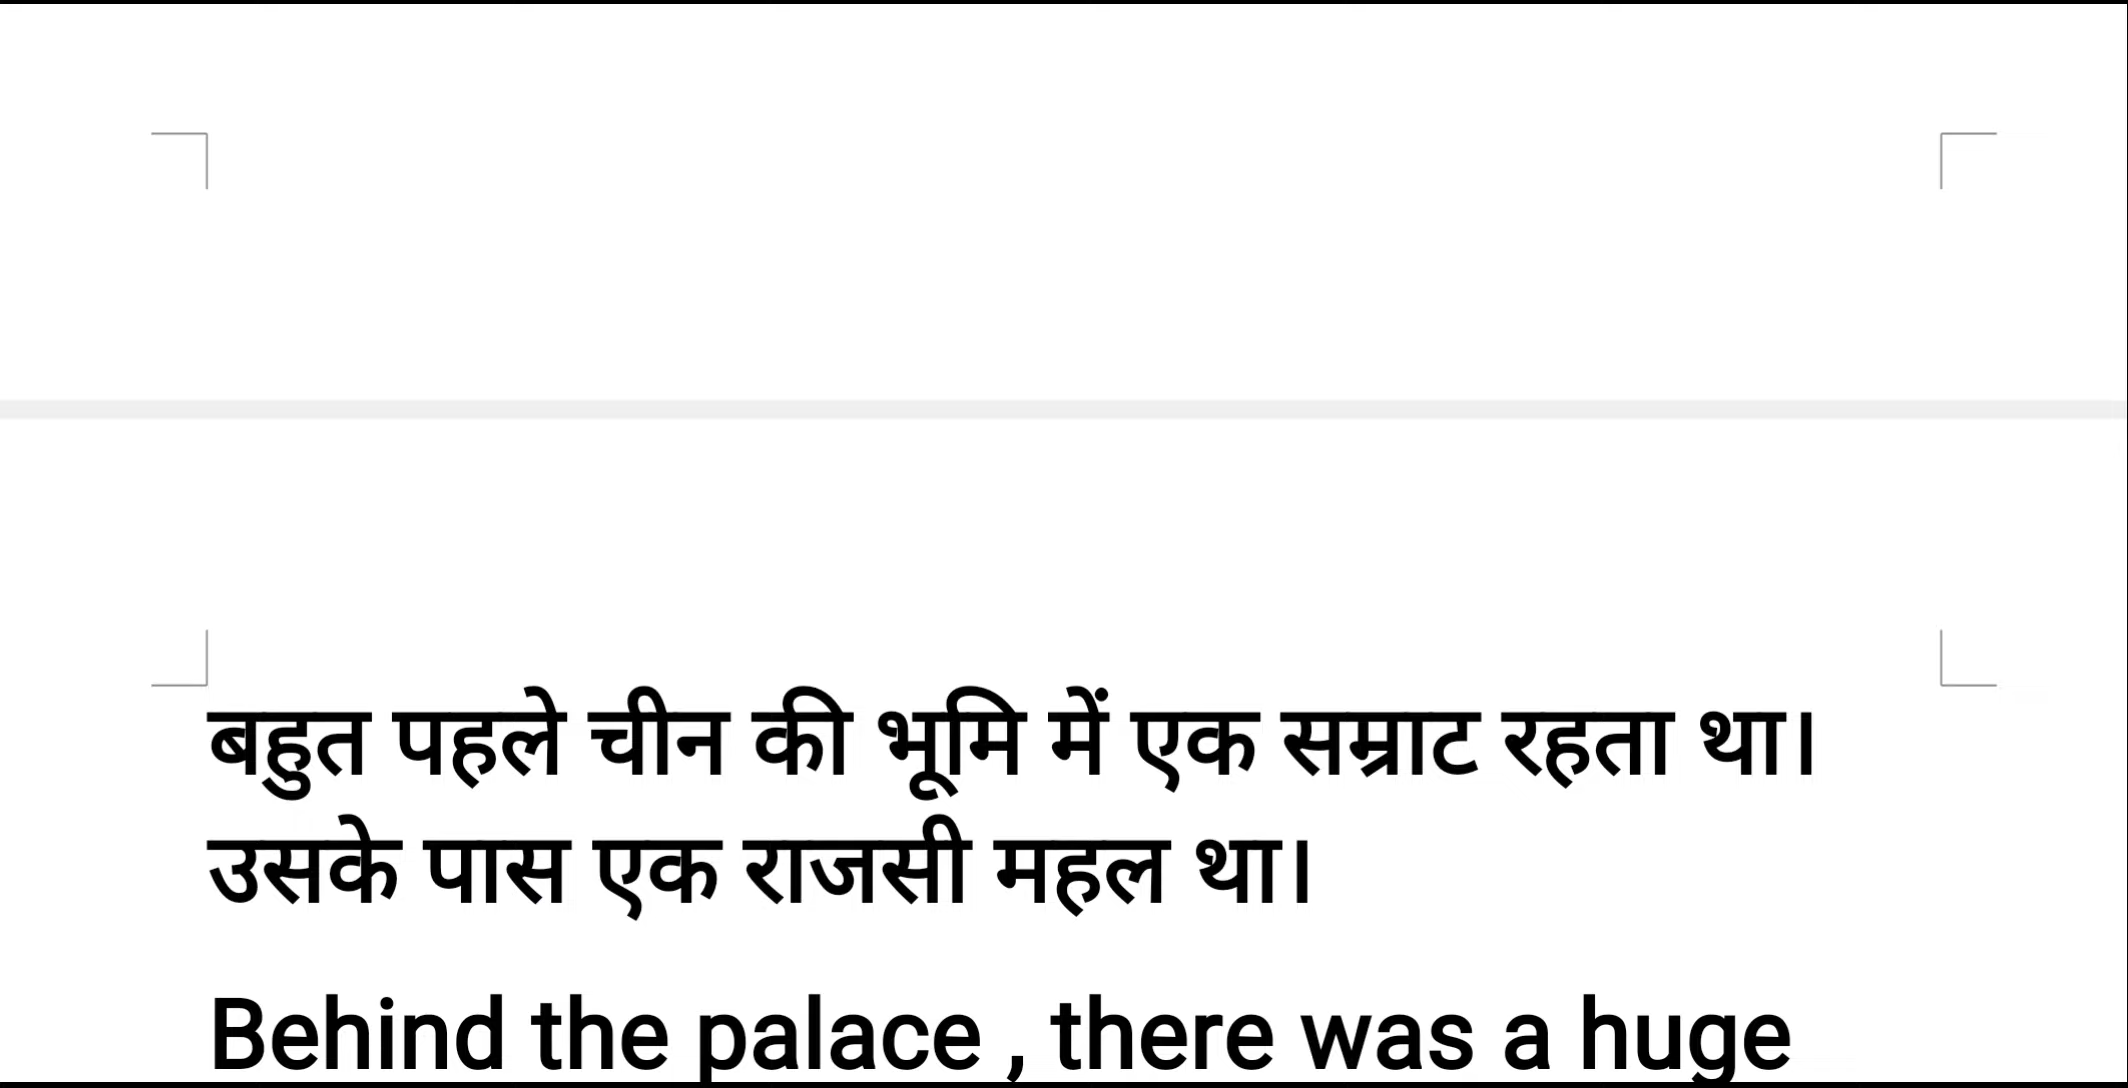 बहुत पहले चीन की भूमि में एक सम्राट रहता था।
उसके पास एक राजसी महल था।
Behind the palace , there was a huge